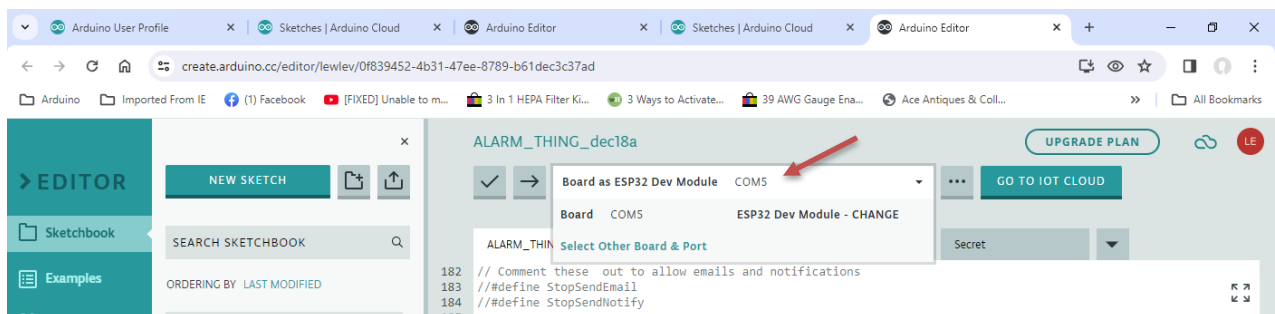 Arduino User Profile
Sketches | Arduino Cloud
Arduino Editor
Sketches | Arduino Cloud
Arduino Editor
create.arduino.cc/editor/lewlev/0f839452-4b31-47ee-8789-b61dec3c37ad
Arduino
Imported From IE
(1) Facebook
[FIXED] Unable to m...
3 In 1 HEPA Filter Ki...
3 Ways to Activate...
39 AWG Gauge Ena...
Ace Antiques & Coll...
»
All Bookmarks
ALARM_THING_dec18a
UPGRADE PLAN
LE
>EDITOR
NEW SKETCH
Board as ESP32 Dev Module COM5
GO TO IOT CLOUD
Board COM5 ESP32 Dev Module - CHANGE
Sketchbook
SEARCH SKETCHBOOK
ALARM_THIN
Select Other Board & Port
Secret
Examples
ORDERING BY LAST MODIFIED
182 // Comment these out to allow emails and notifications
183 //#define StopSendEmail
184 //#define StopSendNotify